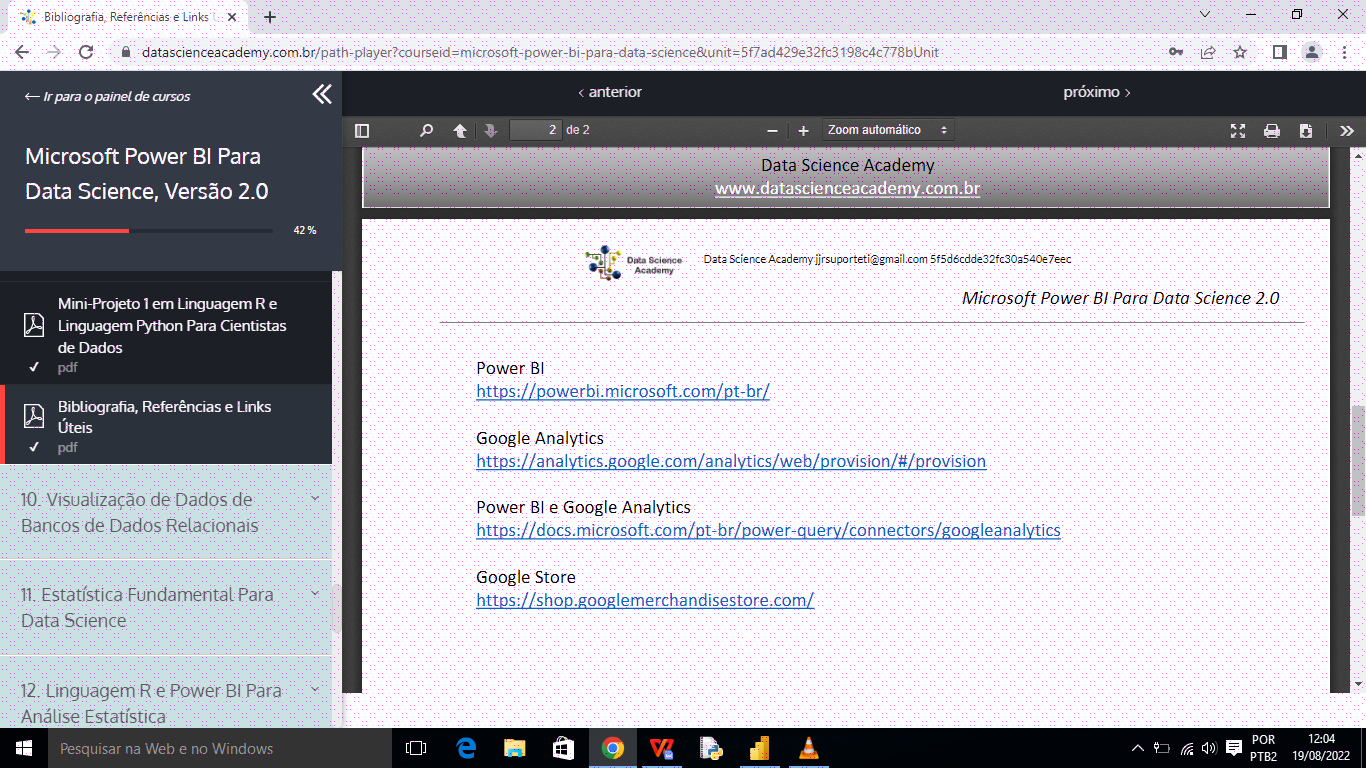 Bibliografia, Referências e Links Ú
datascienceacademy.com.br/path-player?courseid=microsoft-power-bi-para-data-science&unit=5f7ad429e32fc3198c4c778bUnit
← Ir para o painel de cursos
Microsoft Power BI Para
Data Science, Versão 2.0
42 %
Mini-Projeto 1 em Linguagem R e
Linguagem Python Para Cientistas
de Dados
pdf
Bibliografia, Referências e Links
Úteis
pdf
10. Visualização de Dados de
Bancos de Dados Relacionais
11. Estatística Fundamental Para
Data Science
12. Linguagem R e Power BI Para
Análise Estatística
‹ anterior
próximo ›
2 de 2
Zoom automático
Data Science Academy
www.datascienceacademy.com.br
Data Science
Academy
Data Science Academy jjrsuporteti@gmail.com 5f5d6cdde32fc30a540e7eec
Microsoft Power BI Para Data Science 2.0
Power BI
https://powerbi.microsoft.com/pt-br/
Google Analytics
https://analytics.google.com/analytics/web/provision/#/provision
Power BI e Google Analytics
https://docs.microsoft.com/pt-br/power-query/connectors/googleanalytics
Google Store
https://shop.googlemerchandisestore.com/
Pesquisar na Web e no Windows
POR
PTB2
12:04
19/08/2022